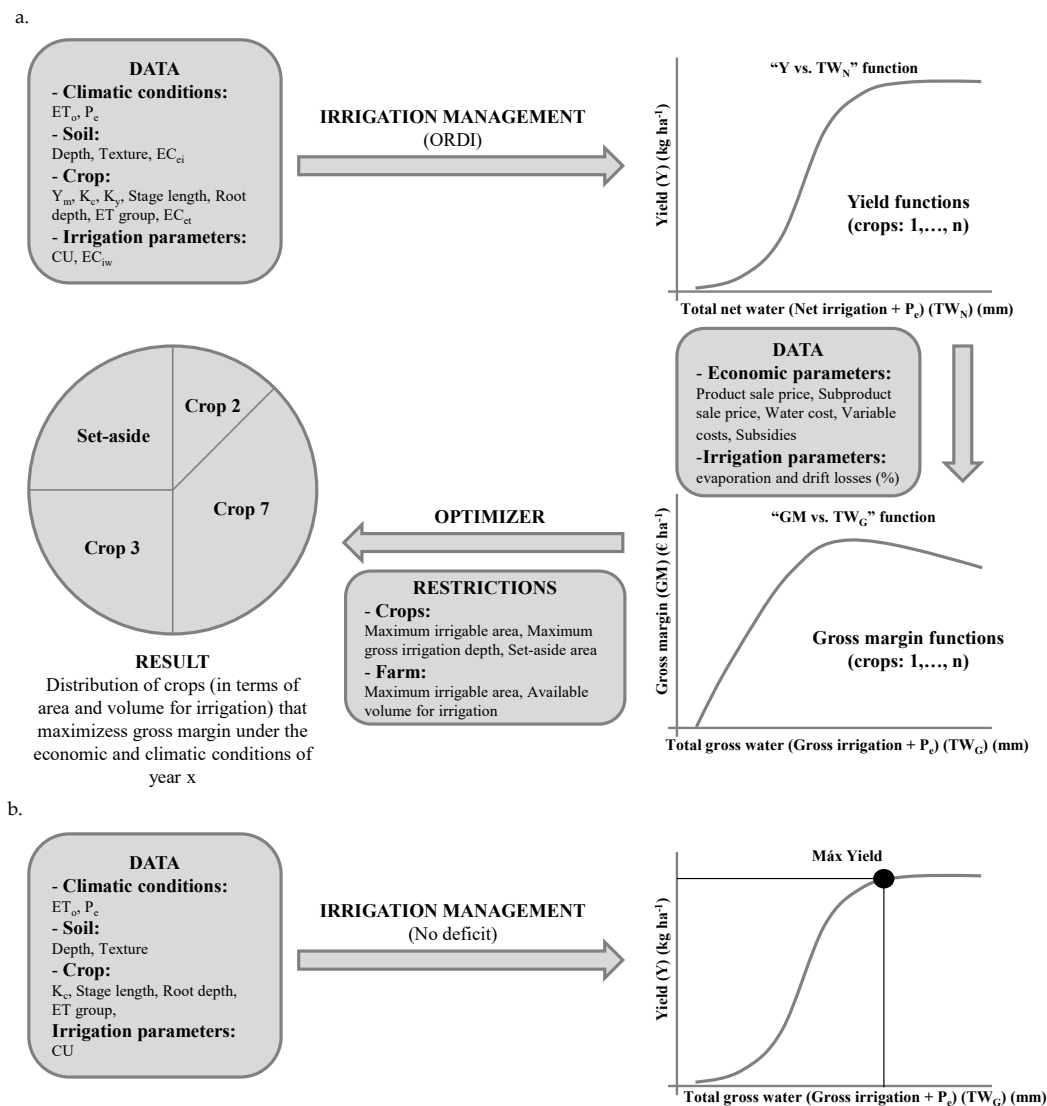 a.
DATA
- Climatic conditions:
ETo, Pe
- Soil:
Depth, Texture, ECei
- Crop:
Ym, Kc, Ky, Stage length, Root
depth, ET group, ECet
- Irrigation parameters:
CU, ECiw
IRRIGATION MANAGEMENT
(ORDI)
“Y vs. TWN” function
Yield (Y) (kg ha-1)
Yield functions
(crops: 1,…, n)
Total net water (Net irrigation + Pe) (TWN) (mm)
DATA
- Economic parameters:
Product sale price, Subproduct
sale price, Water cost, Variable
costs, Subsidies
-Irrigation parameters:
evaporation and drift losses (%)
“GM vs. TWG” function
Gross margin (GM) (€ ha-1)
Gross margin functions
(crops: 1,…, n)
Total gross water (Gross irrigation + Pe) (TWG) (mm)
OPTIMIZER
RESTRICTIONS
- Crops:
Maximum irrigable area, Maximum
gross irrigation depth, Set-aside area
- Farm:
Maximum irrigable area, Available
volume for irrigation
Crop 2
Set-aside
Crop 7
Crop 3
RESULT
Distribution of crops (in terms of
area and volume for irrigation) that
maximizess gross margin under the
economic and climatic conditions of
year x
b.
DATA
- Climatic conditions:
ETo, Pe
- Soil:
Depth, Texture
- Crop:
Kc, Stage length, Root depth,
ET group,
Irrigation parameters:
CU
IRRIGATION MANAGEMENT
(No deficit)
Máx Yield
Yield (Y) (kg ha-1)
Total gross water (Gross irrigation + Pe) (TWG) (mm)